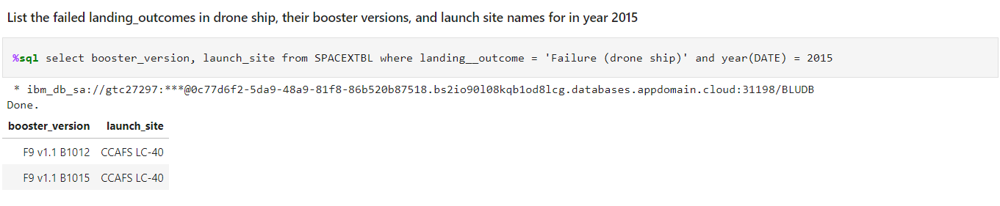 List the failed landing_outcomes in drone ship, their booster versions, and launch site names for in year 2015
%sql select booster_version, launch_site from SPACEXTBL where landing__outcome = 'Failure (drone ship)' and year(DATE) = 2015
* ibm_db_sa://gtc27297:***@0c77d6f2-5da9-48a9-81f8-86b520b87518.bs2io90l08kqb1od8lcg.databases.appdomain.cloud:31198/BLUDB
Done.
booster_version launch_site
F9 v1.1 B1012 CCAFS LC-40
F9 v1.1 B1015 CCAFS LC-40